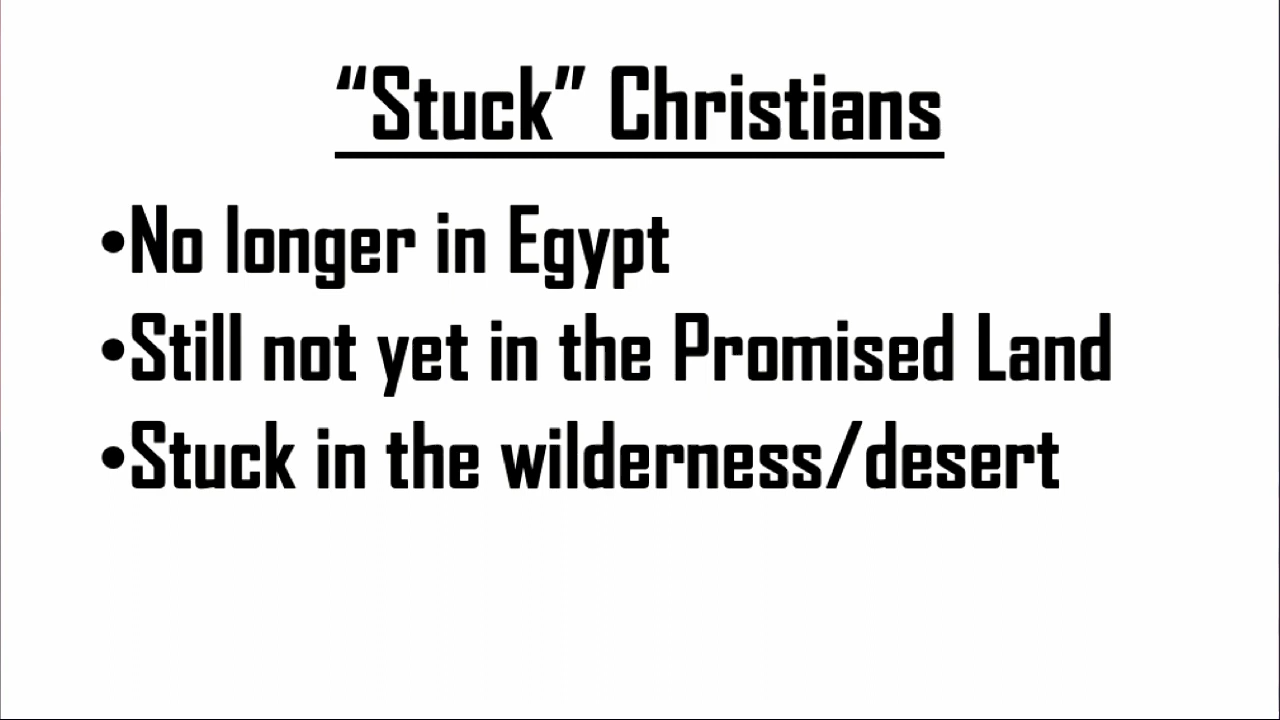 “Stuck” Christians
•No longer in Egypt
•Still not yet in the Promised Land
•Stuck in the wilderness/desert